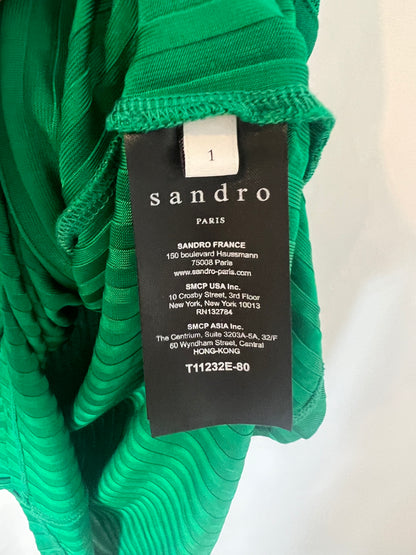 1
sandro
PARIS
SANDRO FRANCE
150 boulevard Haussmann
75008 Paris
www.sandro-paris.com
SMCP USA Inc.
10 Crosby Street, 3rd Floor
New York, New York 10013
RN132784
SMCP ASIA Inc.
The Centrium, Suite 3203A-5A, 32/F
60 Wyndham Street, Central
HONG-KONG
T11232E-80